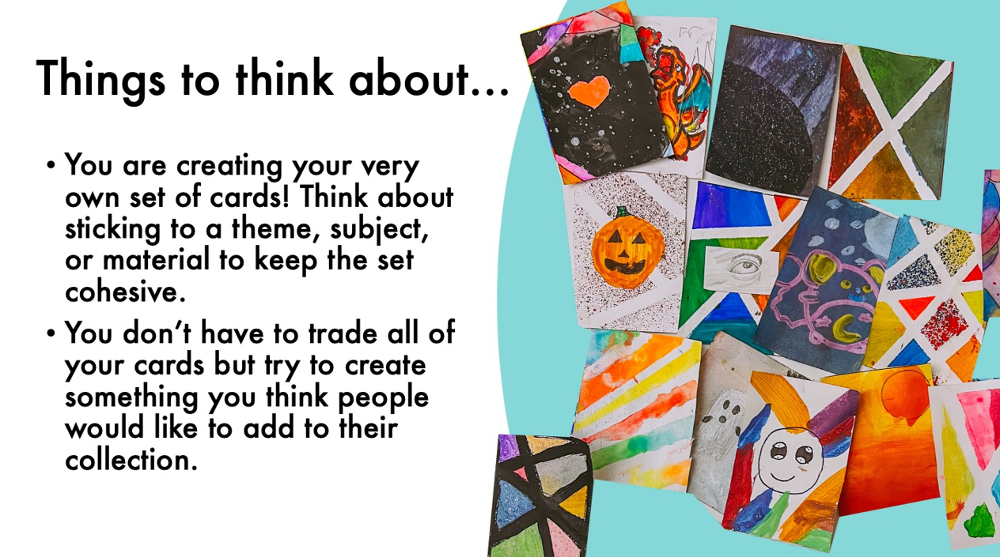 Things to think about...
• You are creating your very
own set of cards! Think about
sticking to a theme, subject,
or material to keep the set
cohesive.
• You don't have to trade all of
your cards but try to create
something you think people
would like to add to their
collection.